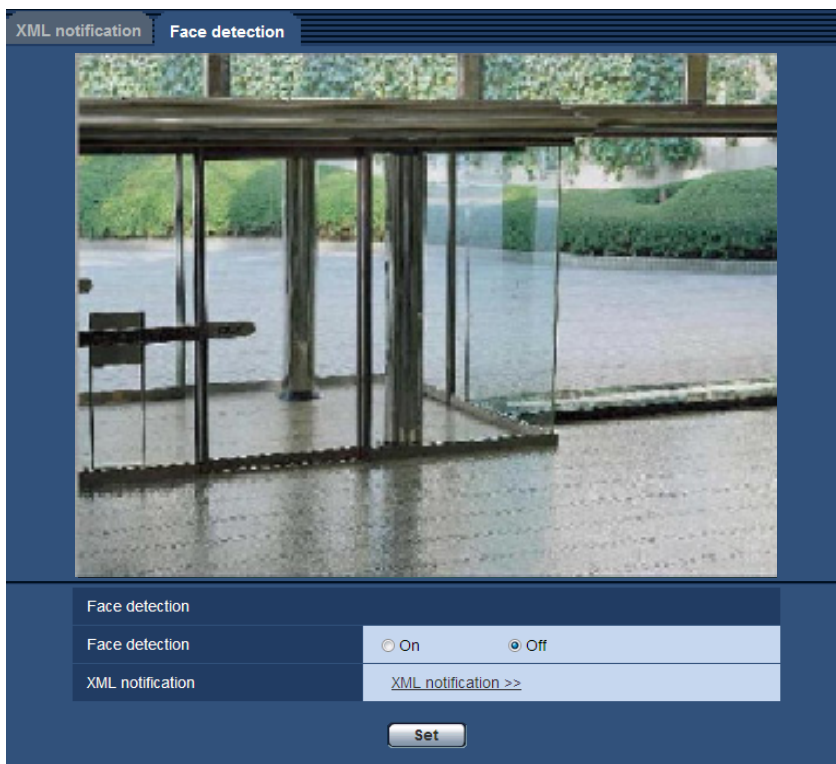 XML notification Face detection
Face detection
Face detection On Off
XML notification XML notification >>
Set